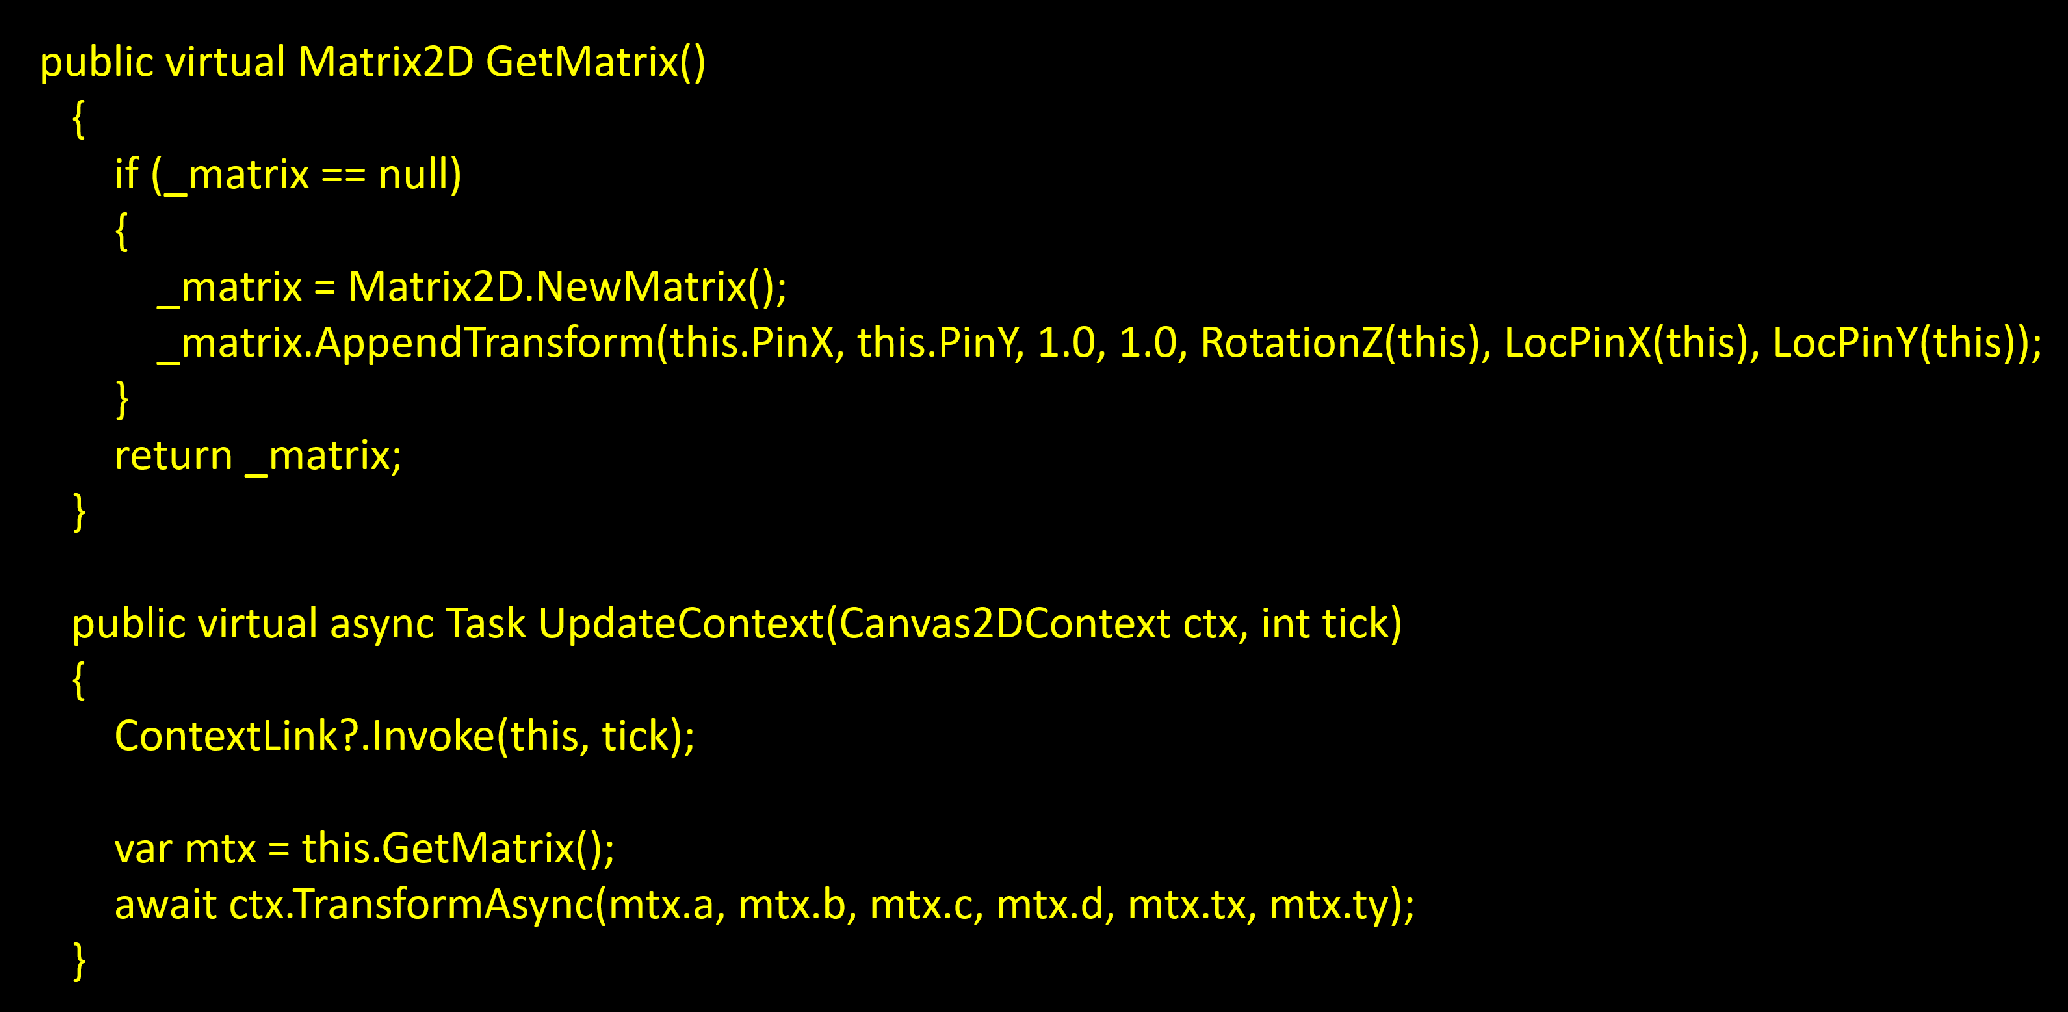 public virtual Matrix2D GetMatrix()
{
if (_matrix == null)
{
_matrix = Matrix2D.NewMatrix();
_matrix.AppendTransform(this.PinX, this.PinY, 1.0, 1.0, RotationZ(this), LocPinX(this), LocPinY(this));
}
return _matrix;
}
public virtual async Task UpdateContext(Canvas2DContext ctx, int tick)
{
ContextLink?.Invoke(this, tick);
var mtx = this.GetMatrix();
await ctx.TransformAsync(mtx.a, mtx.b, mtx.c, mtx.d, mtx.tx, mtx.ty);
}